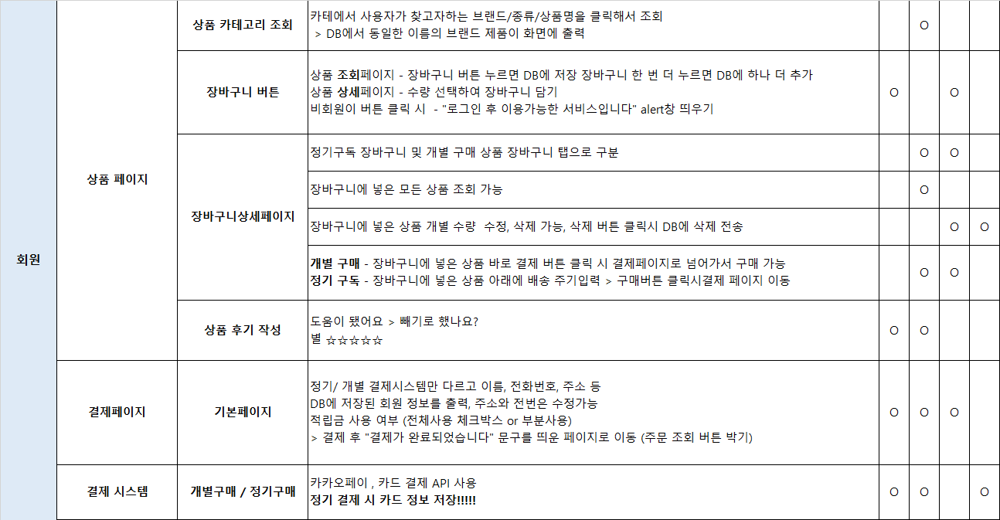 회원
상품 페이지
상품 카테고리 조회
카테에서 사용자가 찾고자하는 브랜드/종류/상품명을 클릭해서 조회
> DB에서 동일한 이름의 브랜드 제품이 화면에 출력
O
장바구니 버튼
상품 조회페이지 - 장바구니 버튼 누르면 DB에 저장 장바구니 한 번 더 누르면 DB에 하나 더 추가
상품 상세페이지 - 수량 선택하여 장바구니 담기
비회원이 버튼 클릭 시 - "로그인 후 이용가능한 서비스입니다" alert창 띄우기
O O
장바구니상세페이지
정기구독 장바구니 및 개별 구매 상품 장바구니 탭으로 구분
O O
장바구니에 넣은 모든 상품 조회 가능
O
장바구니에 넣은 상품 개별 수량 수정, 삭제 가능, 삭제 버튼 클릭시 DB에 삭제 전송
O O
개별 구매 - 장바구니에 넣은 상품 바로 결제 버튼 클릭 시 결제페이지로 넘어가서 구매 가능
정기 구독 - 장바구니에 넣은 상품 아래에 배송 주기입력 > 구매버튼 클릭시결제 페이지 이동
O O
상품 후기 작성
도움이 됐어요 > 빼기로 했나요?
별 ☆☆☆☆☆
O O
결제페이지
기본페이지
정기/ 개별 결제시스템만 다르고 이름, 전화번호, 주소 등
DB에 저장된 회원 정보를 출력, 주소와 전번은 수정가능
적립금 사용 여부 (전체사용 체크박스 or 부분사용)
> 결제 후 "결제가 완료되었습니다" 문구를 띄운 페이지로 이동 (주문 조회 버튼 박기)
O O O
결제 시스템
개별구매 / 정기구매
카카오페이 , 카드 결제 API 사용
정기 결제 시 카드 정보 저장!!!!!
O O O